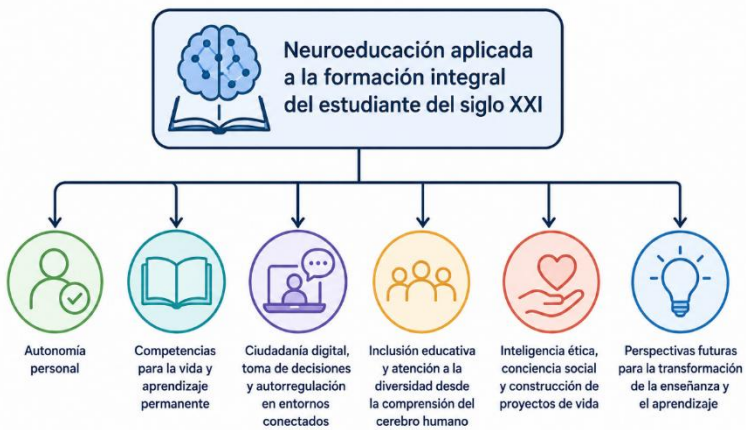 Neuroeducación aplicada
a la formación integral
del estudiante del siglo XXI
Autonomía
personal
Competencias
para la vida y
aprendizaje
permanente
Ciudadanía digital,
toma de decisiones
y autorregulación
en entornos
conectados
Inclusión educativa
y atención a la
diversidad desde
la comprensión del
cerebro humano
Inteligencia ética,
conciencia social
y construcción de
proyectos de vida
Perspectivas futuras
para la transformación
de la enseñanza y
el aprendizaje